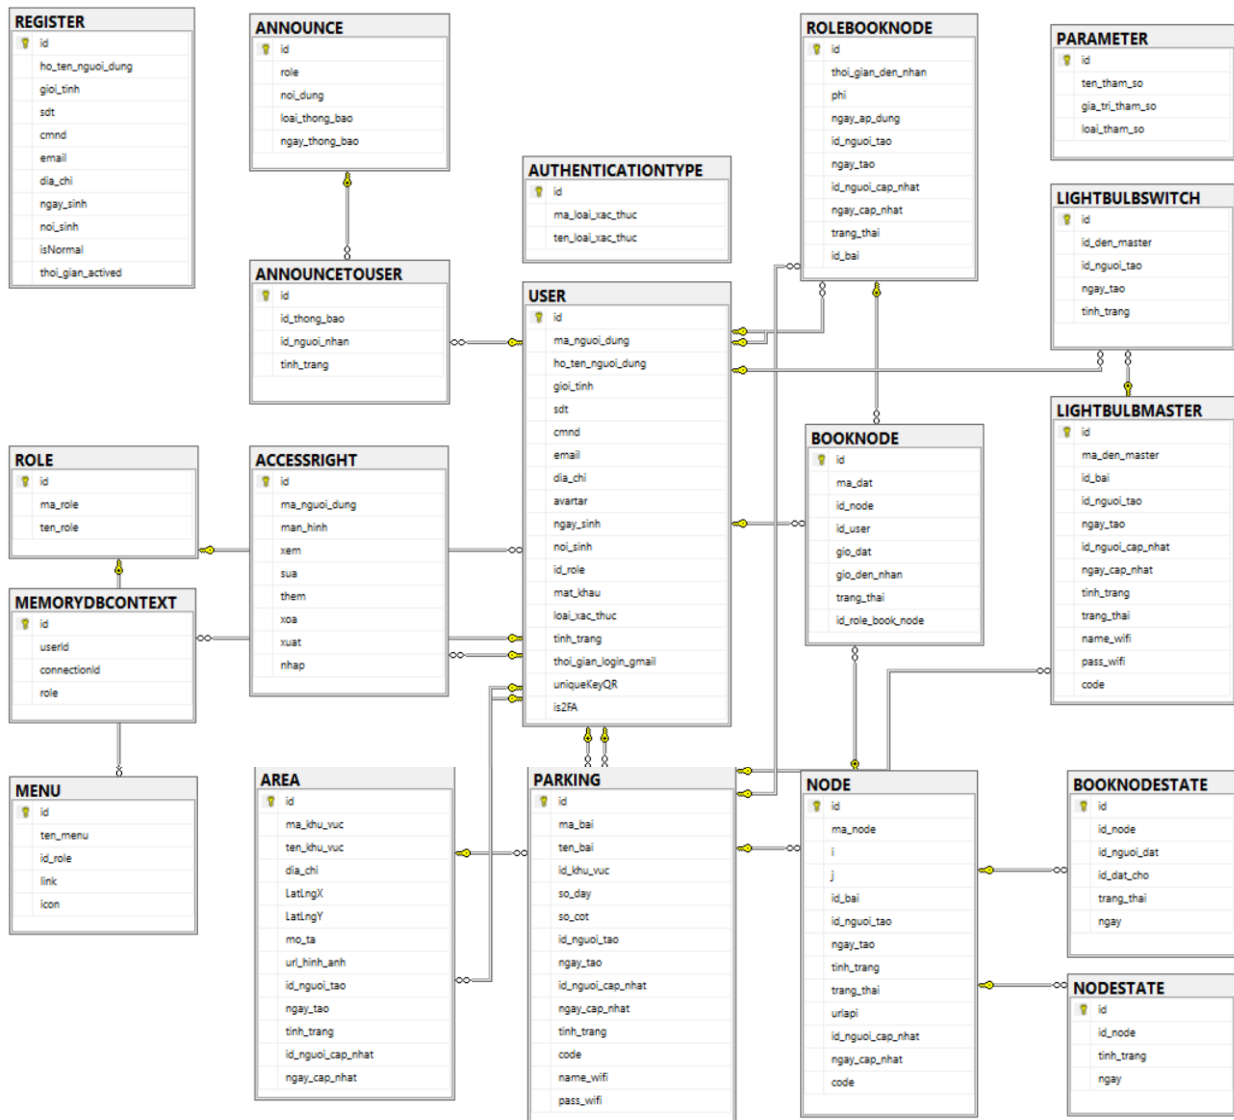 REGISTER
id
ho_ten_nguoi_dung
gioi_tinh
sdt
cmnd
email
dia_chi
ngay_sinh
noi_sinh
isNormal
thoi_gian_actived
ANNOUNCE
id
role
noi_dung
loai_thong_bao
ngay_thong_bao
ANNOUNCETOUSER
id
id_thong_bao
id_nguoi_nhan
tinh_trang
AUTHENTICATIONTYPE
id
ma_loai_xac_thuc
ten_loai_xac_thuc
ROLEBOOKNODE
id
thoi_gian_den_nhan
phi
ngay_ap_dung
id_nguoi_tao
ngay_tao
id_nguoi_cap_nhat
ngay_cap_nhat
trang_thai
id_bai
PARAMETER
id
ten_tham_so
gia_tri_tham_so
loai_tham_so
LIGHTBULBSWITCH
id
id_den_master
id_nguoi_tao
ngay_tao
tinh_trang
USER
id
ma_nguoi_dung
ho_ten_nguoi_dung
gioi_tinh
sdt
cmnd
email
dia_chi
avartar
ngay_sinh
noi_sinh
id_role
mat_khau
loai_xac_thuc
tinh_trang
thoi_gian_login_gmail
uniqueKeyQR
is2FA
ROLE
id
ma_role
ten_role
ACCESSRIGHT
id
ma_nguoi_dung
man_hinh
xem
sua
them
xoa
xuat
nhap
BOOKNODE
id
ma_dat
id_node
id_user
gio_dat
gio_den_nhan
trang_thai
id_role_book_node
LIGHTBULBMASTER
id
ma_den_master
id_bai
id_nguoi_tao
ngay_tao
id_nguoi_cap_nhat
ngay_cap_nhat
tinh_trang
trang_thai
name_wifi
pass_wifi
code
MEMORYDBCONTEXT
id
userId
connectionId
role
MENU
id
ten_menu
id_role
link
icon
AREA
id
ma_khu_vuc
ten_khu_vuc
dia_chi
LatLngX
LatLngY
mo_ta
url_hinh_anh
id_nguoi_tao
ngay_tao
tinh_trang
id_nguoi_cap_nhat
ngay_cap_nhat
PARKING
id
ma_bai
ten_bai
id_khu_vuc
so_day
so_cot
id_nguoi_tao
ngay_tao
id_nguoi_cap_nhat
ngay_cap_nhat
tinh_trang
code
name_wifi
pass_wifi
NODE
id
ma_node
i
j
id_bai
id_nguoi_tao
ngay_tao
tinh_trang
trang_thai
urlapi
id_nguoi_cap_nhat
ngay_cap_nhat
code
BOOKNODESTATE
id
id_node
id_nguoi_dat
id_dat_cho
trang_thai
ngay
NODESTATE
id
id_node
tinh_trang
ngay